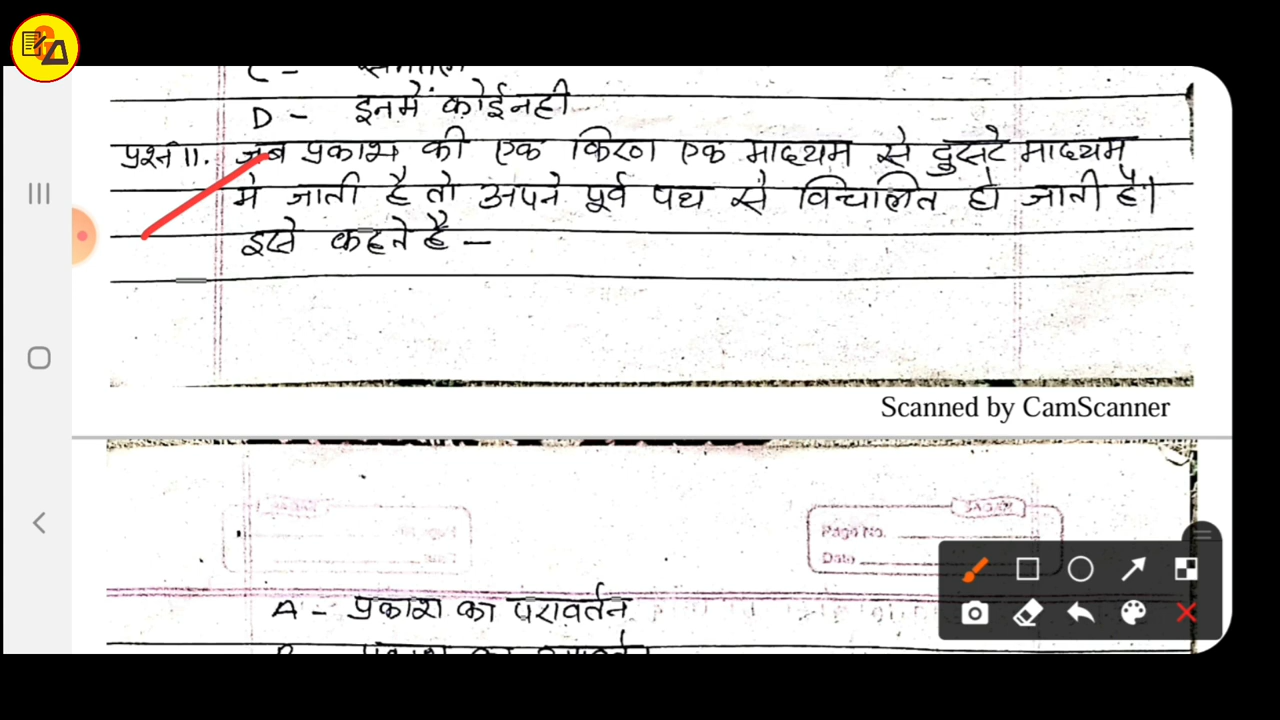 C - समतल
D - इनमें कोई नही
प्रश्न 11. जब प्रकाश की एक किरण एक माध्यम से दुसरे माध्यम
मे जाती है तो अपने पूर्व पथ से विचलित हो जाती है।
इसे कहते है –
Scanned by CamScanner
Page No.
Date
A - प्रकाश का परावर्तन